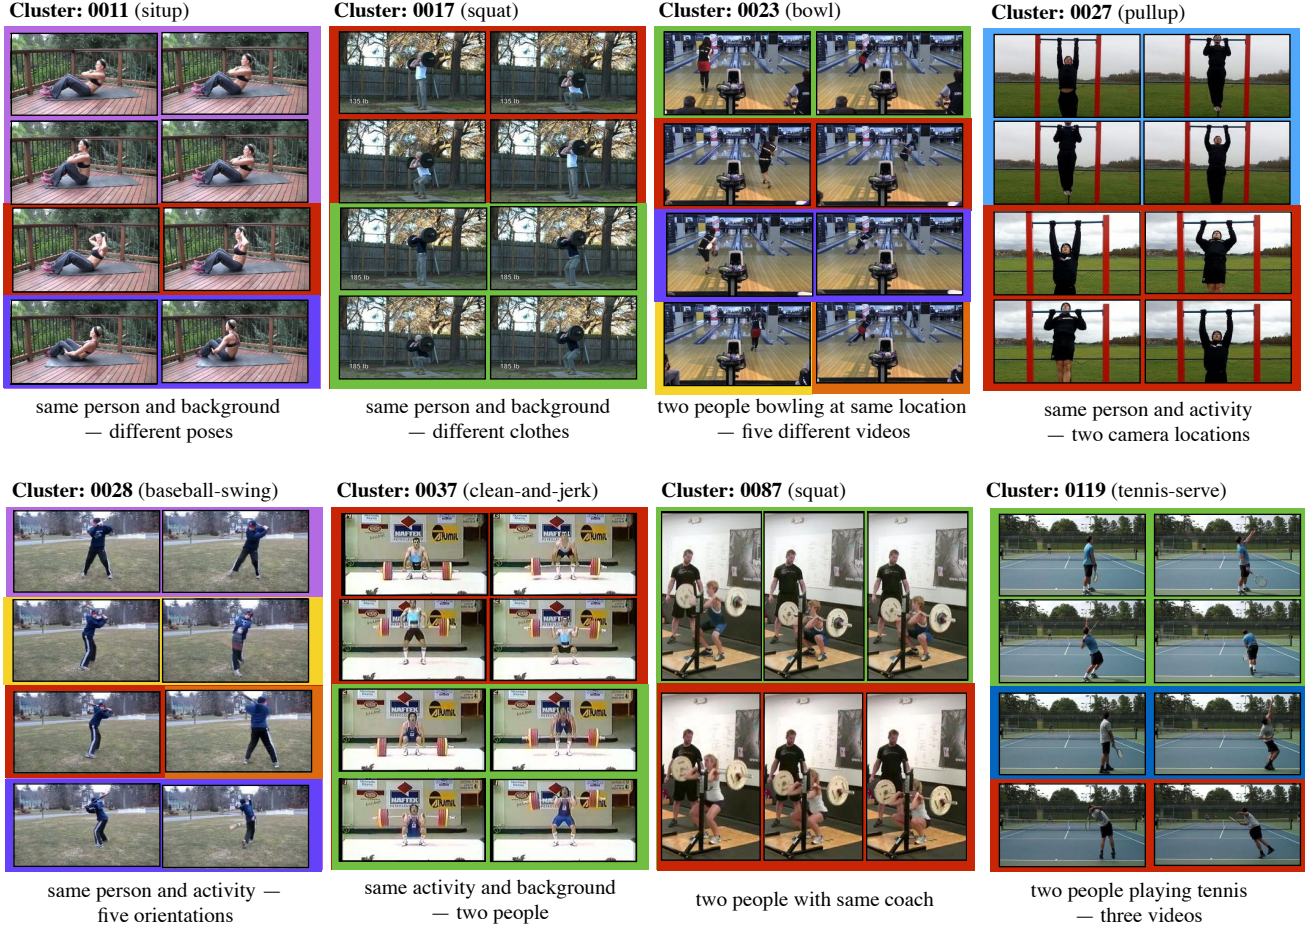 Cluster: 0011 (situp)
Cluster: 0017 (squat)
Cluster: 0023 (bowl)
Cluster: 0027 (pullup)
135 lb
135 lb
185 lb
185 lb
same person and background
— different poses
same person and background
— different clothes
two people bowling at same location
— five different videos
same person and activity
— two camera locations
Cluster: 0028 (baseball-swing)
Cluster: 0037 (clean-and-jerk)
Cluster: 0087 (squat)
Cluster: 0119 (tennis-serve)
NAFTEK
same person and activity —
five orientations
same activity and background
— two people
two people with same coach
two people playing tennis
— three videos